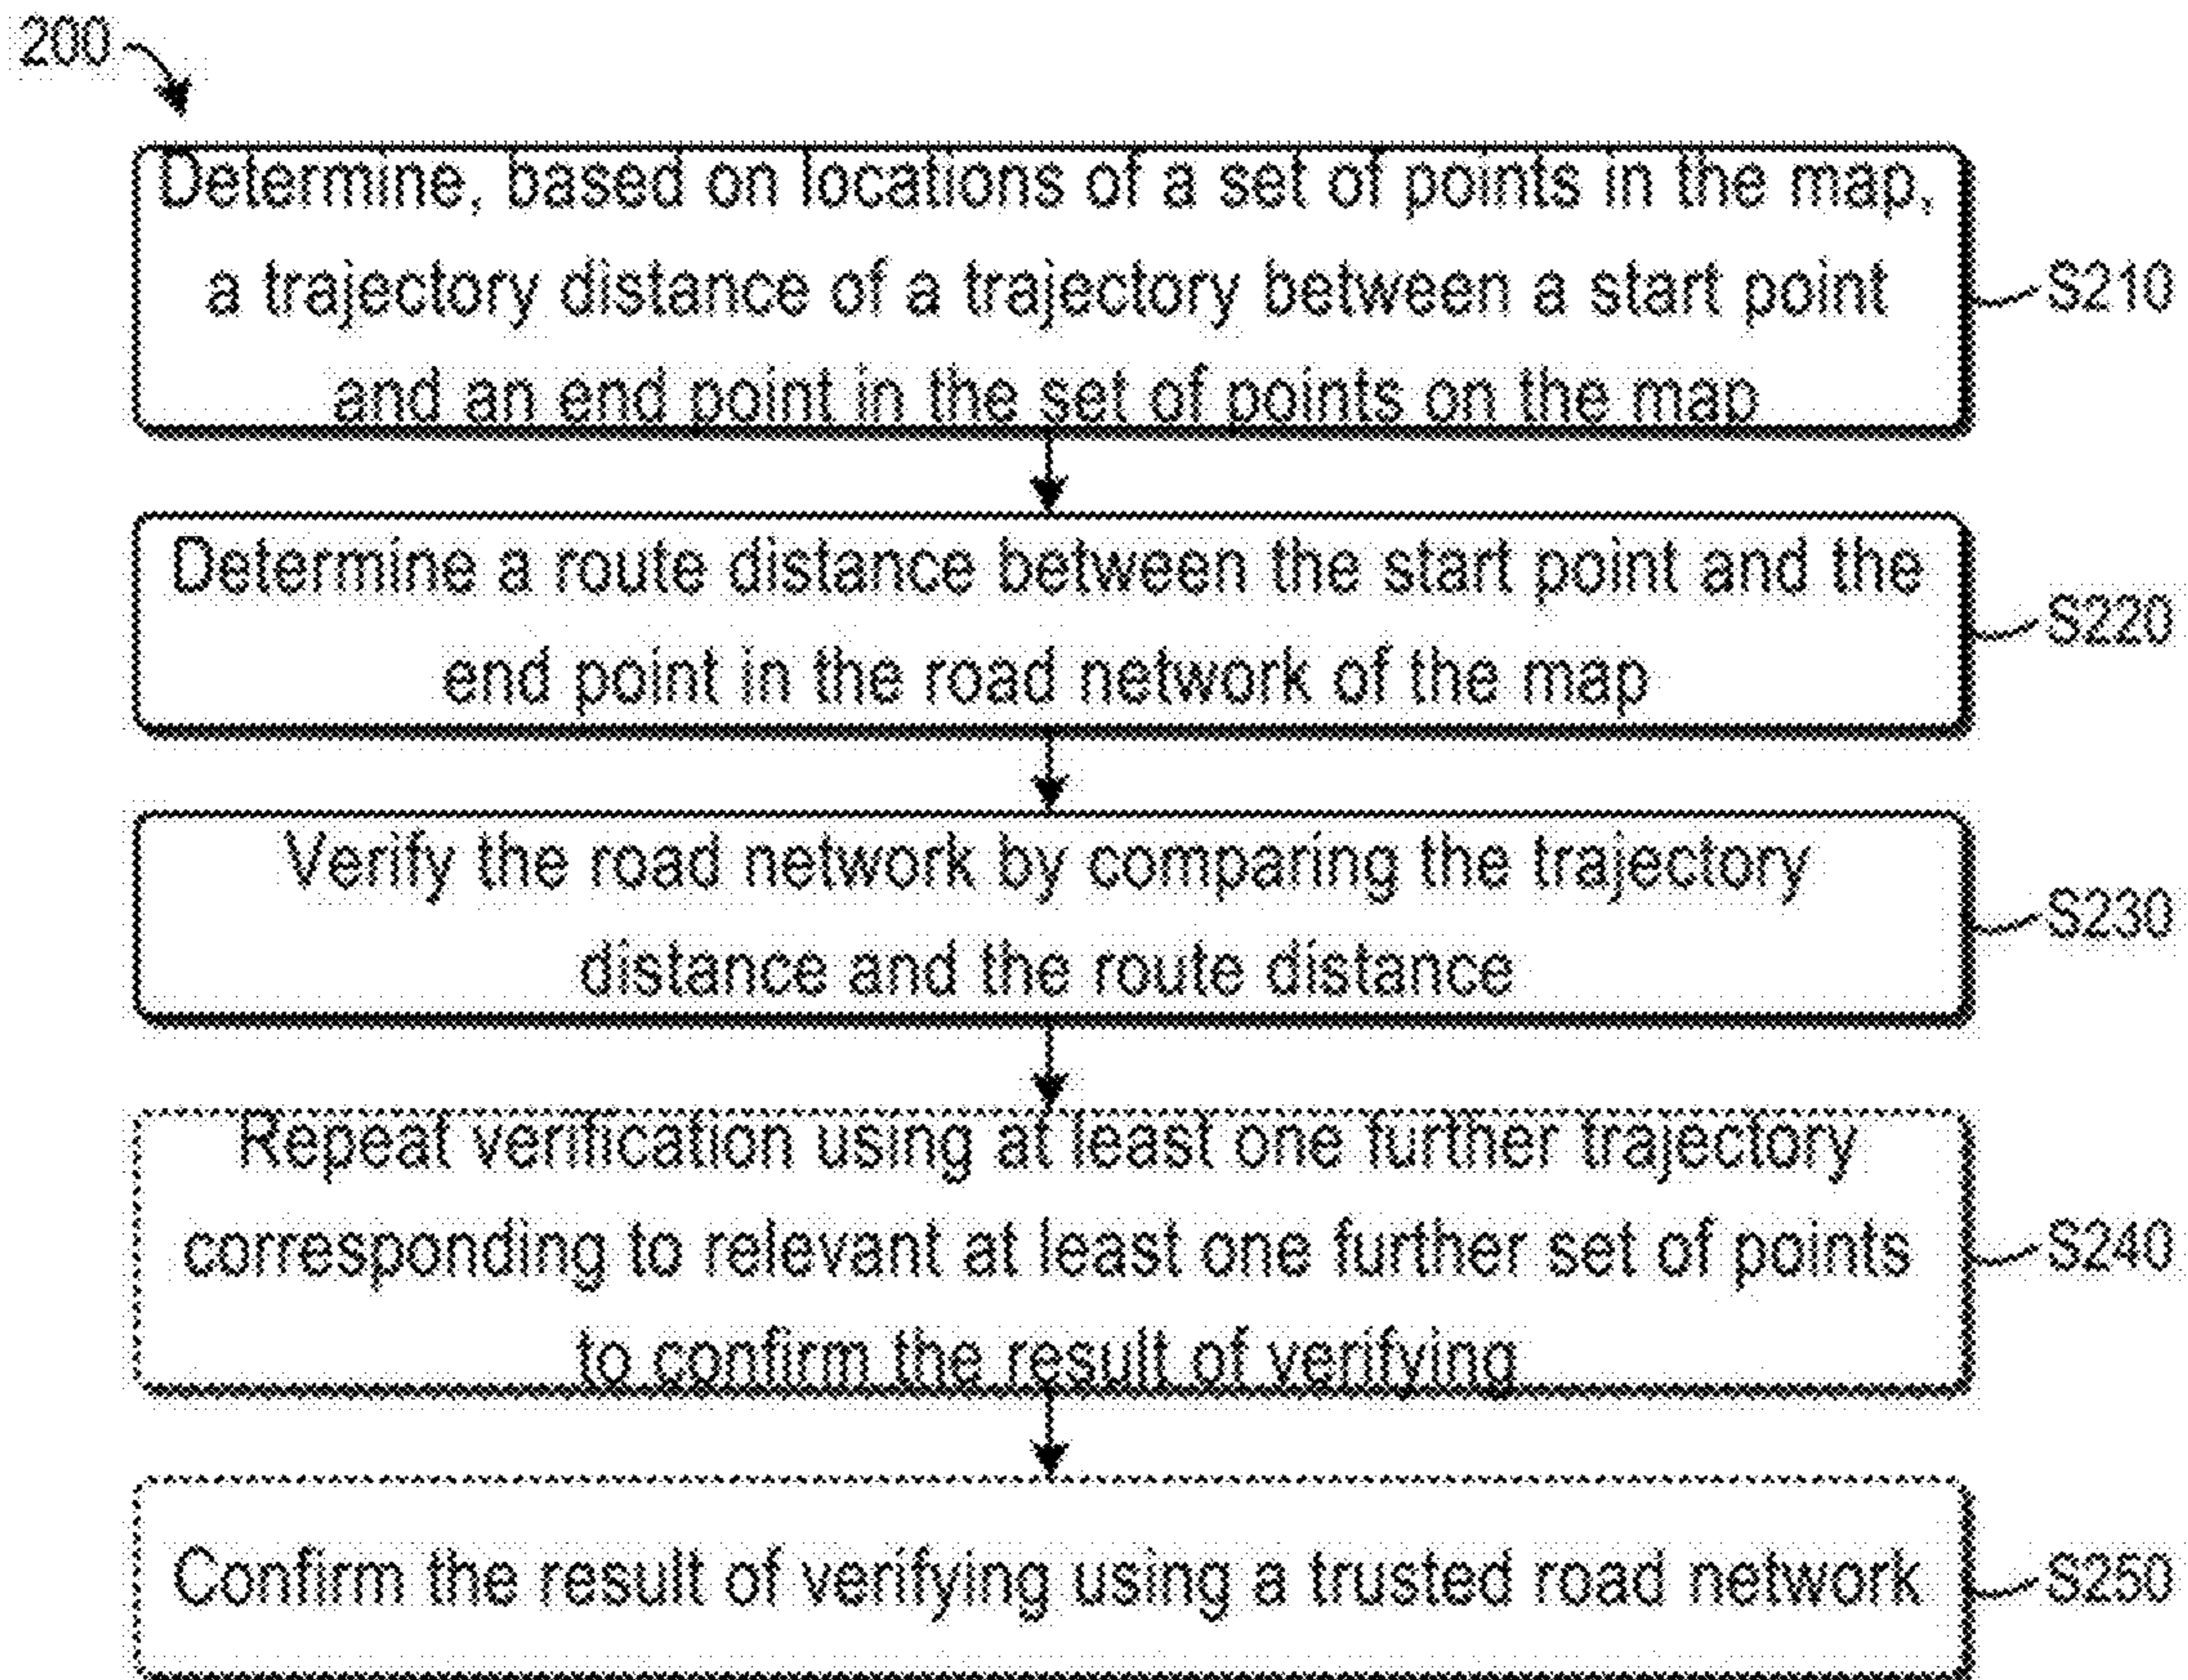 200
Determine, based on locations of a set of points in the map,
a trajectory distance of a trajectory between a start point
and an end point in the set of points on the map
S210
Determine a route distance between the start point and the
end point in the road network of the map
S220
Verify the road network by comparing the trajectory
distance and the route distance
S230
Repeat verification using at least one further trajectory
corresponding to relevant at least one further set of points
to confirm the result of verifying
S240
Confirm the result of verifying using a trusted road network
S250